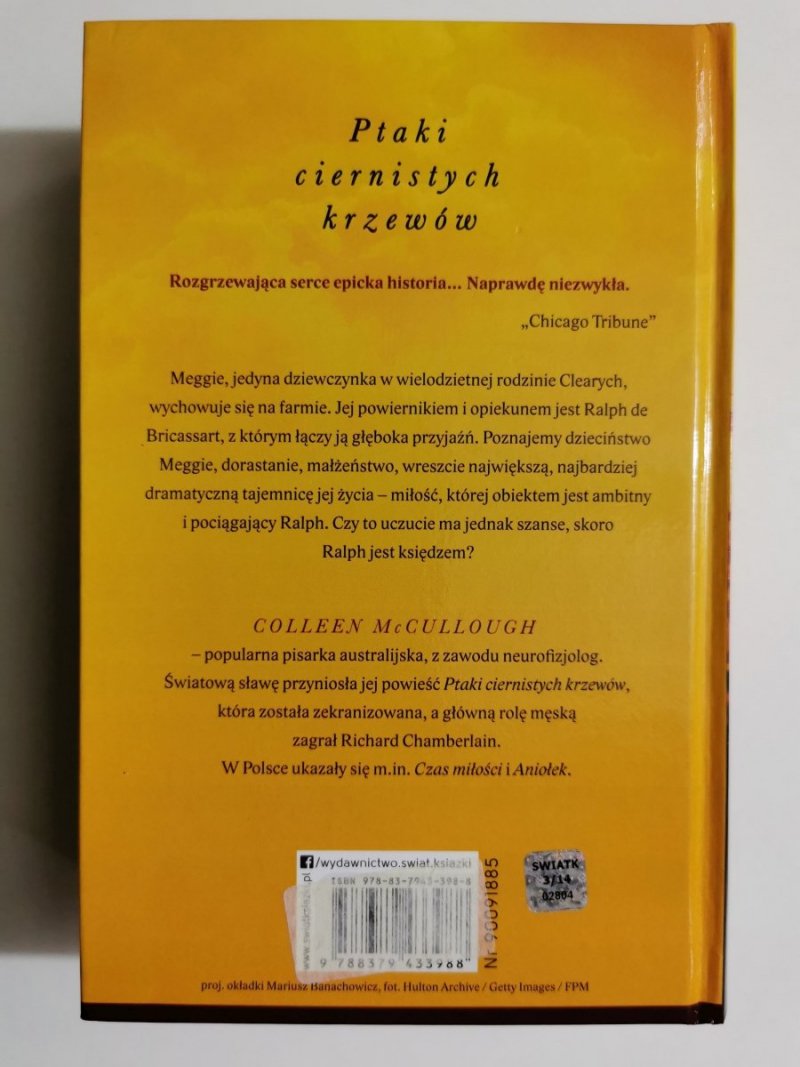 Ptaki
ciernistych
krzewów
Rozgrzewająca serce epicka historia... Naprawdę niezwykła.
„Chicago Tribune”
Meggie, jedyna dziewczynka w wielodzietnej rodzinie Clearych,
wychowuje się na farmie. Jej powiernikiem i opiekunem jest Ralph de
Bricassart, z którym łączy ją głęboka przyjaźń. Poznajemy dzieciństwo
Meggie, dorastanie, małżeństwo, wreszcie największą, najbardziej
dramatyczną tajemnicę jej życia – miłość, której obiektem jest ambitny
i pociągający Ralph. Czy to uczucie ma jednak szanse, skoro
Ralph jest księdzem?
COLLEEN McCULLOUGH
– popularna pisarka australijska, z zawodu neurofizjolog.
Światową sławę przyniosła jej powieść Ptaki ciernistych krzewów,
która została zekranizowana, a główną rolę męską
zagrał Richard Chamberlain.
W Polsce ukazały się m.in. Czas miłości i Aniołek.
/wydawnictwo.swiat.ksiazki
ISBN 978-83-7943-398-8
9 788379 433988
Nr 90091885
SWIATK
3/14
02804
proj. okładki Mariusz Banachowicz, fot. Hulton Archive / Getty Images / FPM